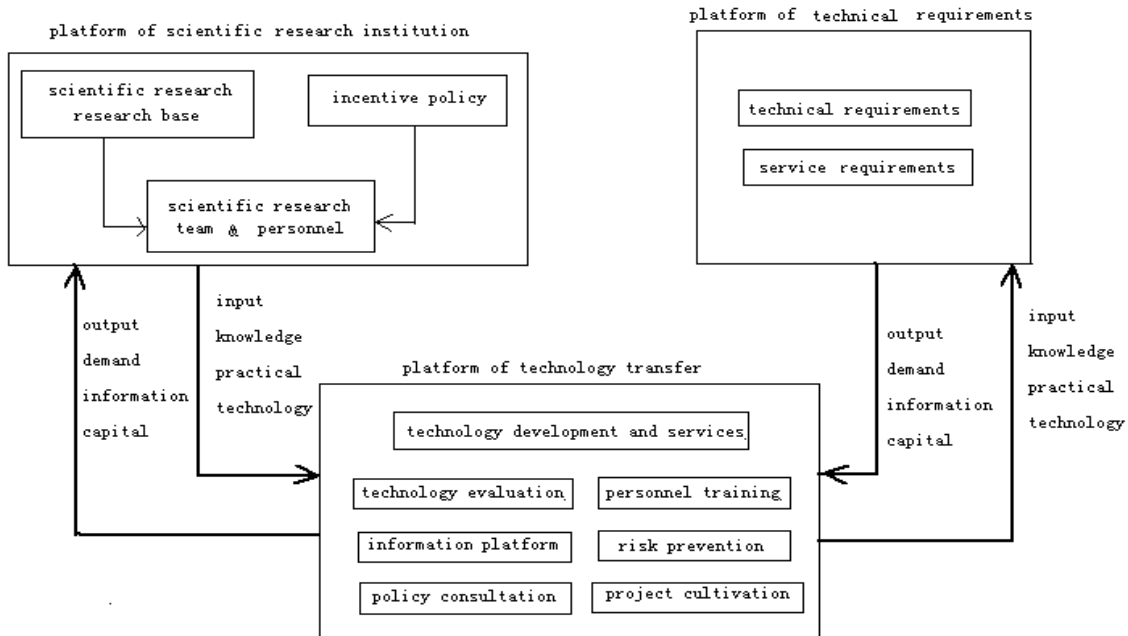 platform of scientific research institution
scientific research
research base
incentive policy
scientific research
team & personnel
platform of technical requirements
technical requirements
service requirements
output
demand
information
capital
input
knowledge
practical
technology
output
demand
information
capital
input
knowledge
practical
technology
platform of technology transfer
technology development and services
technology evaluation
personnel training
information platform
risk prevention
policy consultation
project cultivation